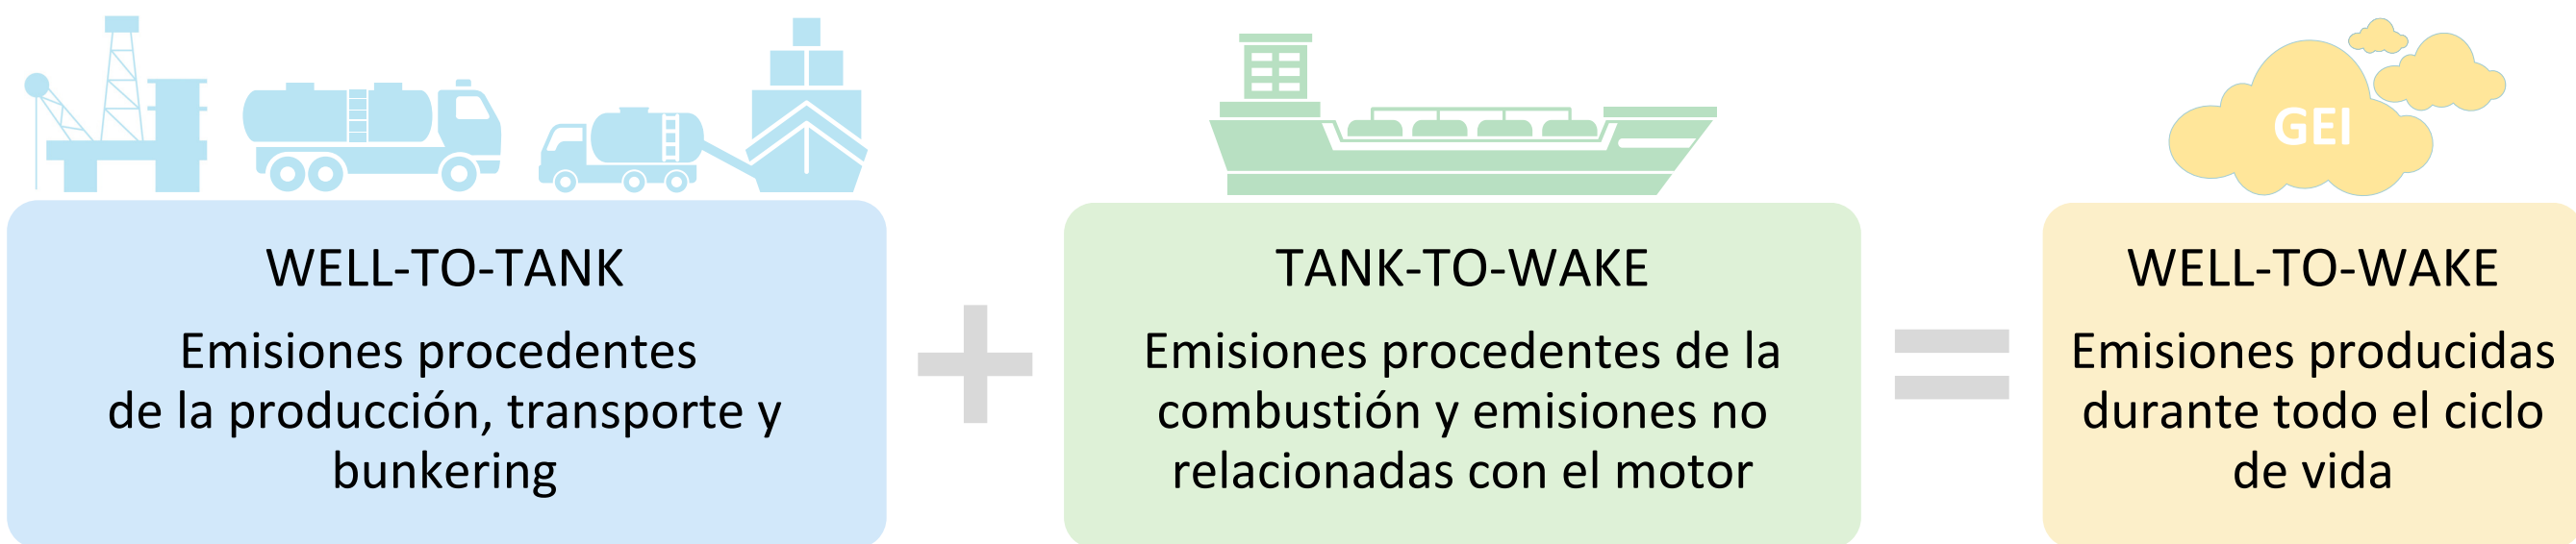 GEI
WELL-TO-TANK
Emisiones procedentes
de la producción, transporte y
bunkering
TANK-TO-WAKE
Emisiones procedentes de la
combustión y emisiones no
relacionadas con el motor
WELL-TO-WAKE
Emisiones producidas
durante todo el ciclo
de vida